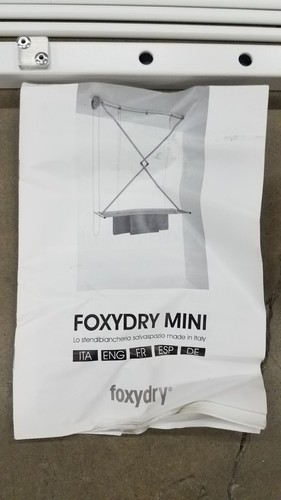 FOXYDRY MINI
Lo stendibiancheria salvaspazio made in Italy
ITA ENG FR ESP DE
foxydry®